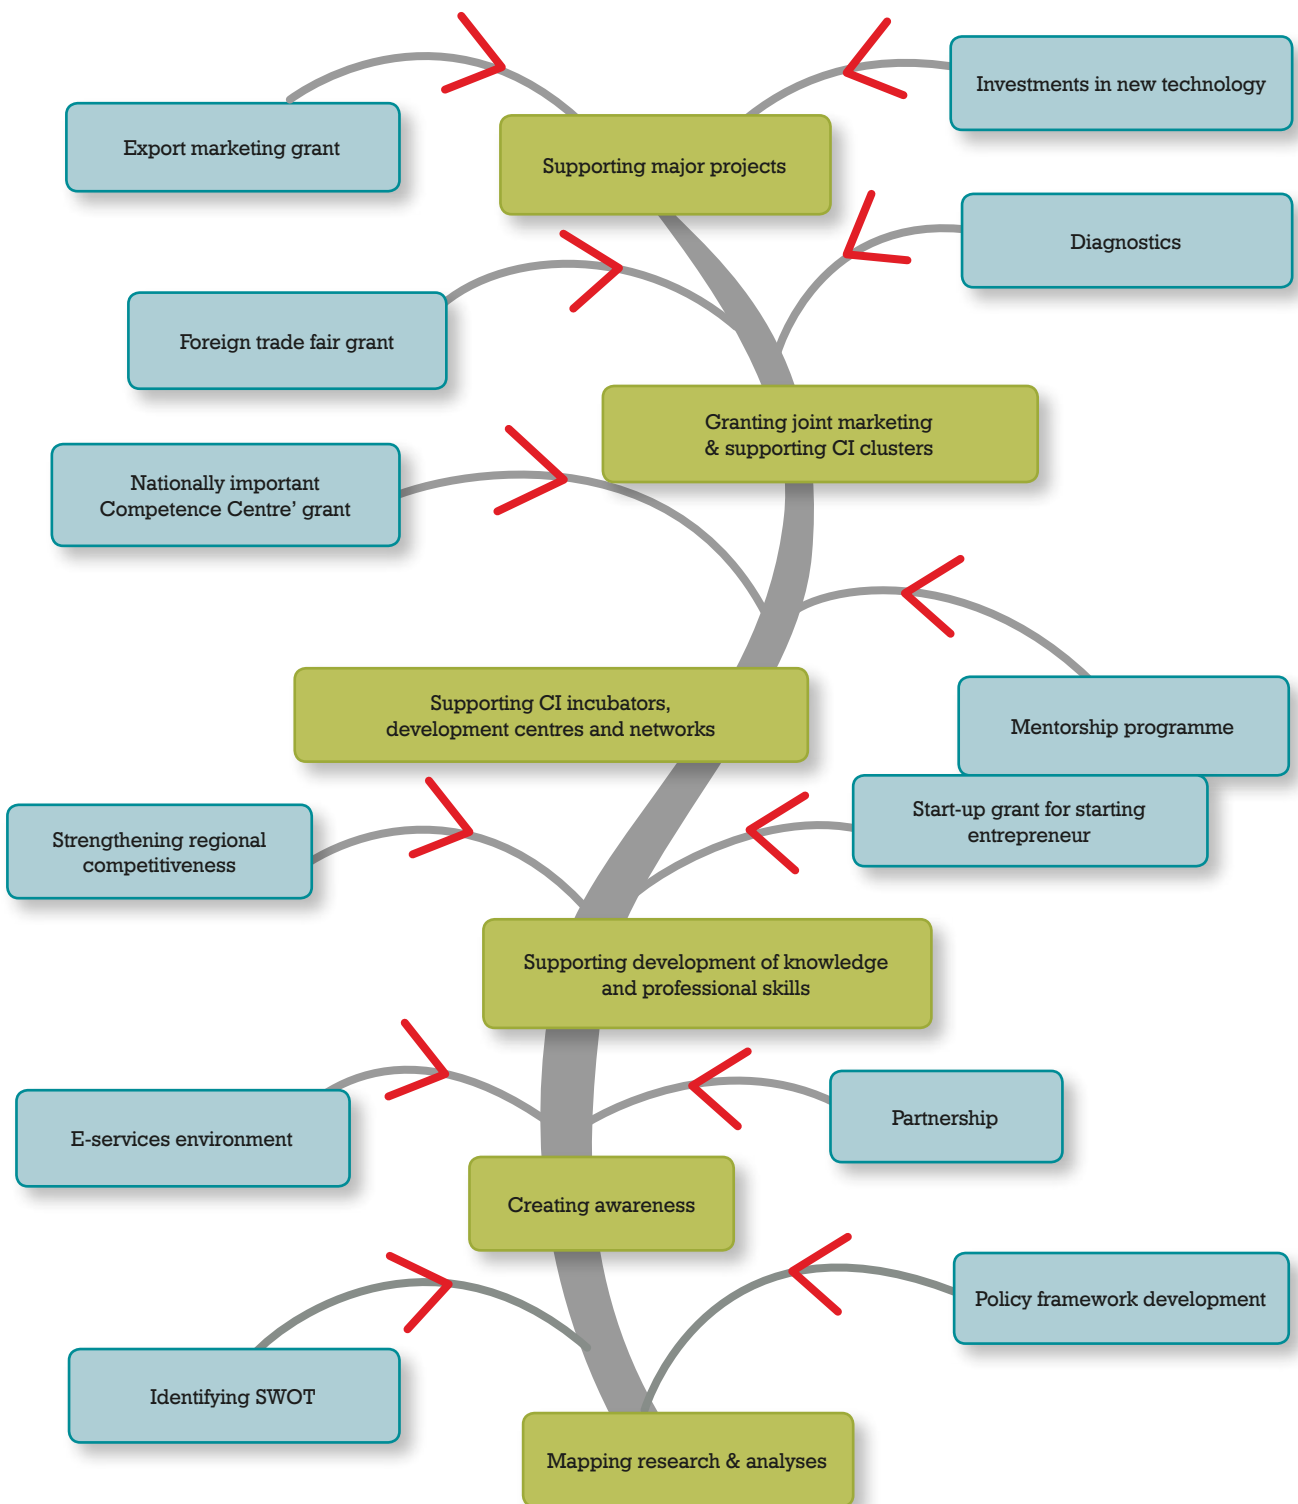 Investments in new technology
Export marketing grant
Supporting major projects
Diagnostics
Foreign trade fair grant
Granting joint marketing
& supporting CI clusters
Nationally important
Competence Centre’ grant
Supporting CI incubators,
development centres and networks
Mentorship programme
Start-up grant for starting
entrepreneur
Strengthening regional
competitiveness
Supporting development of knowledge
and professional skills
E-services environment
Partnership
Creating awareness
Policy framework development
Identifying SWOT
Mapping research & analyses